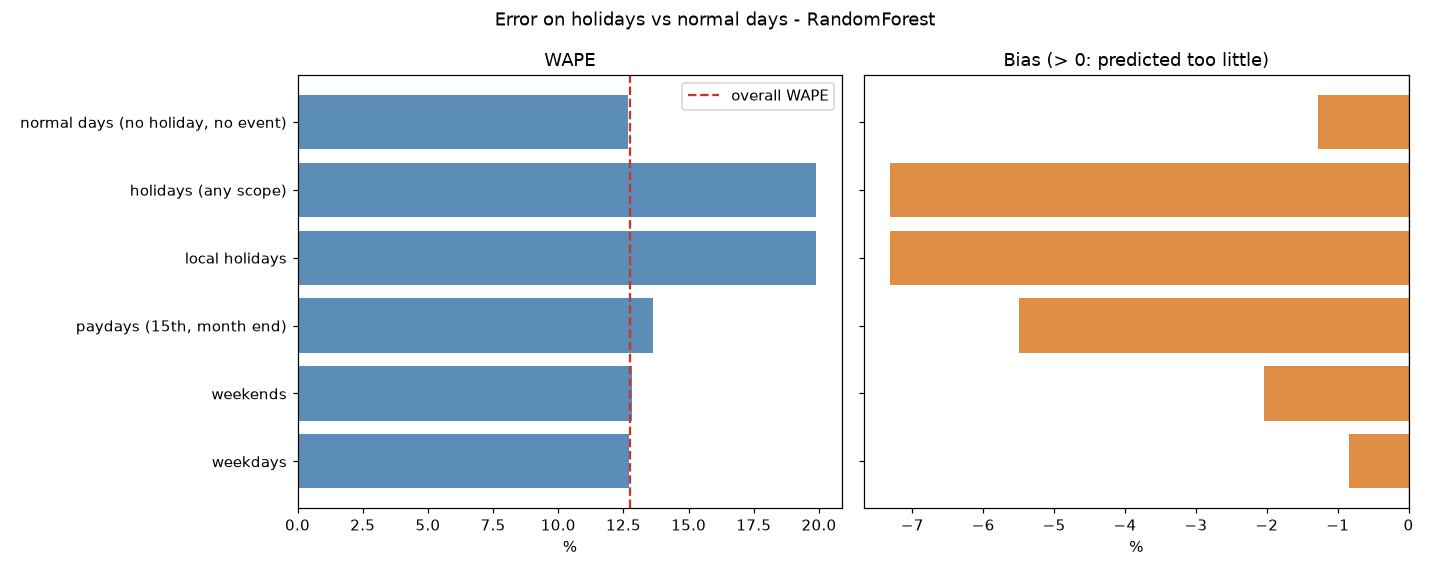 Error on holidays vs normal days - RandomForest
WAPE
overall WAPE
normal days (no holiday, no event)
holidays (any scope)
local holidays
paydays (15th, month end)
weekends
weekdays
0.0 2.5 5.0 7.5 10.0 12.5 15.0 17.5 20.0
%
Bias (> 0: predicted too little)
−7 −6 −5 −4 −3 −2 −1 0
%